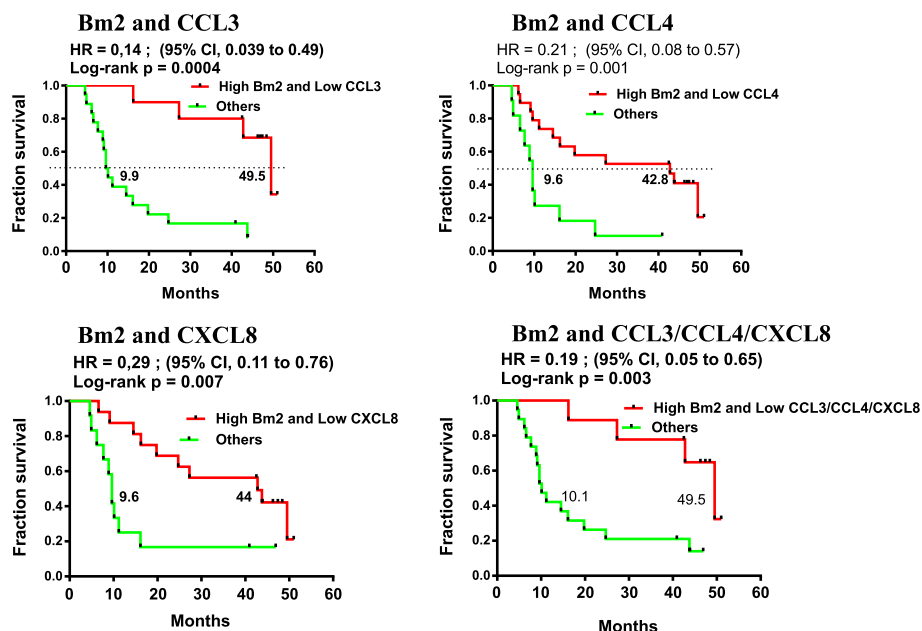 Bm2 and CCL3
HR = 0,14 ; (95% CI, 0.039 to 0.49)
Log-rank p = 0.0004
High Bm2 and Low CCL3
Others
Fraction survival
1.0
0.8
0.6
0.4
0.2
0.0
9.9
49.5
0 10 20 30 40 50 60
Months
Bm2 and CCL4
HR = 0.21 ; (95% CI, 0.08 to 0.57)
Log-rank p = 0.001
High Bm2 and Low CCL4
Others
Fraction survival
1.0
0.8
0.6
0.4
0.2
0.0
9.6
42.8
0 10 20 30 40 50 60
Months
Bm2 and CXCL8
HR = 0,29 ; (95% CI, 0.11 to 0.76)
Log-rank p = 0.007
High Bm2 and Low CXCL8
Others
Fraction survival
1.0
0.8
0.6
0.4
0.2
0.0
9.6
44
0 10 20 30 40 50 60
Months
Bm2 and CCL3/CCL4/CXCL8
HR = 0.19 ; (95% CI, 0.05 to 0.65)
Log-rank p = 0.003
High Bm2 and Low CCL3/CCL4/CXCL8
Others
Fraction survival
1.0
0.8
0.6
0.4
0.2
0.0
10.1
49.5
0 10 20 30 40 50 60
Months